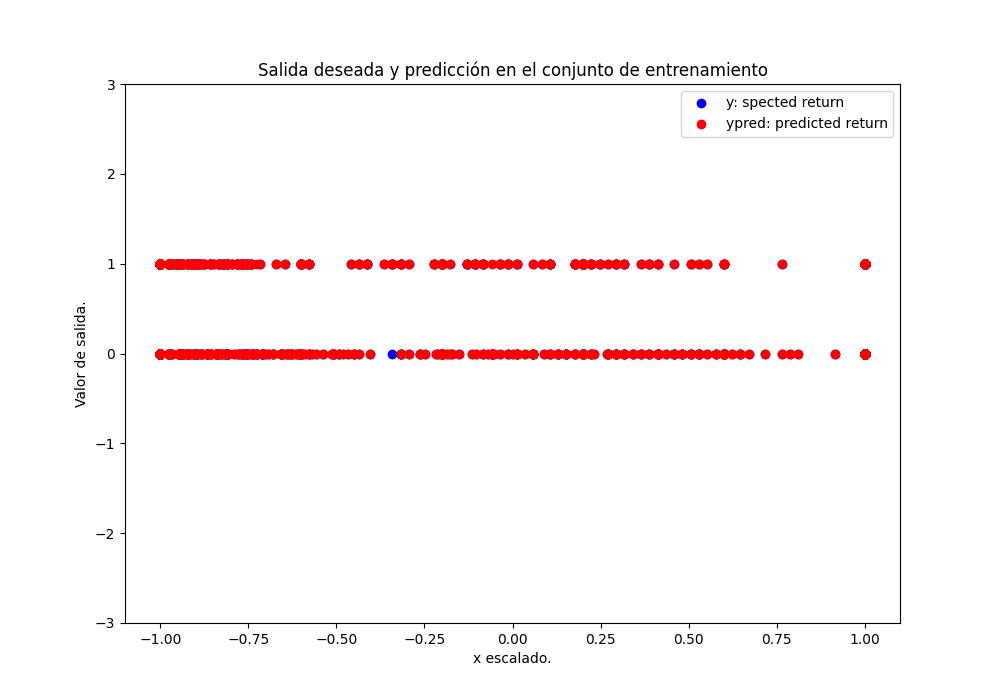 Salida deseada y predicción en el conjunto de entrenamiento
y: spected return
ypred: predicted return
3
2
1
0
−1
−2
−3
Valor de salida.
−1.00 −0.75 −0.50 −0.25 0.00 0.25 0.50 0.75 1.00
x escalado.